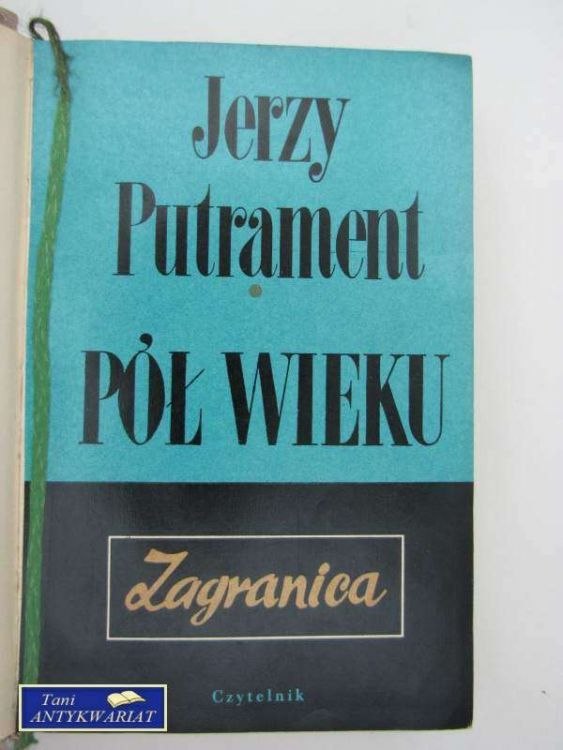 Jerzy
Putrament
PÓŁ WIEKU
Zagranica
Czytelnik
Tani
ANTYKWARIAT